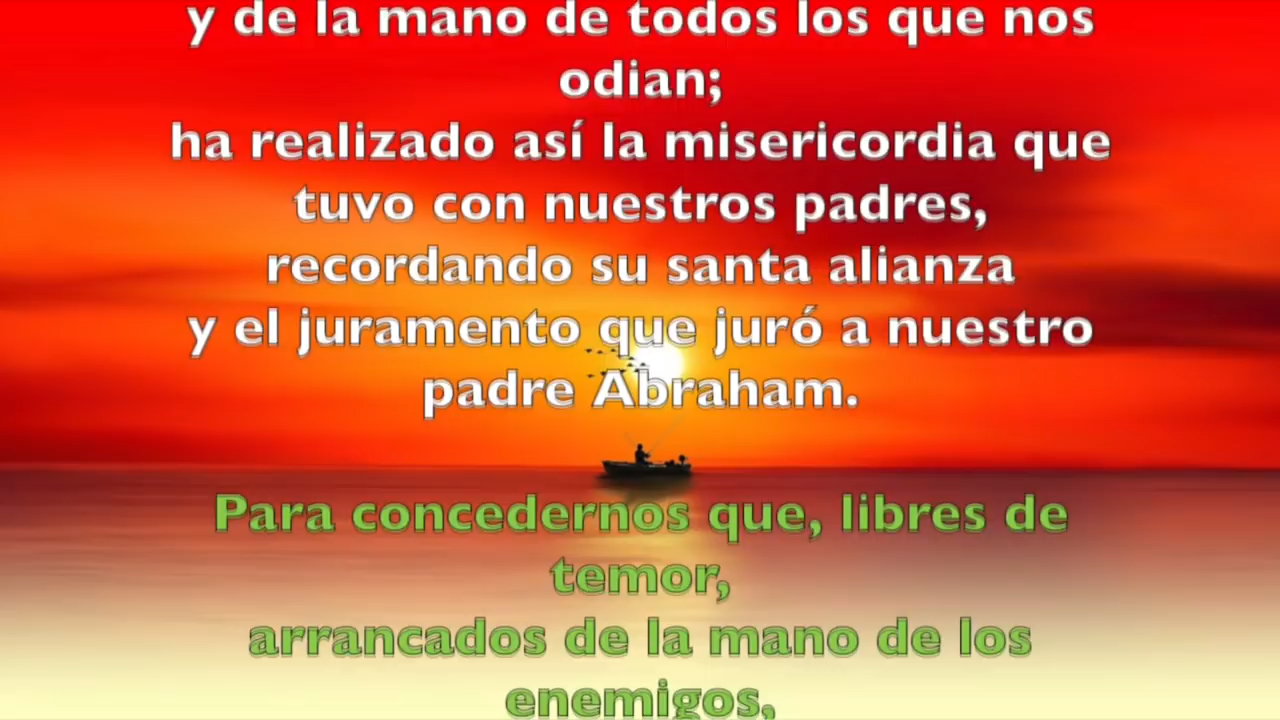 y de la mano de todos los que nos
odian;
ha realizado así la misericordia que
tuvo con nuestros padres,
recordando su santa alianza
y el juramento que juró a nuestro
padre Abraham.
Para concedernos que, libres de
temor,
arrancados de la mano de los
enemigos,